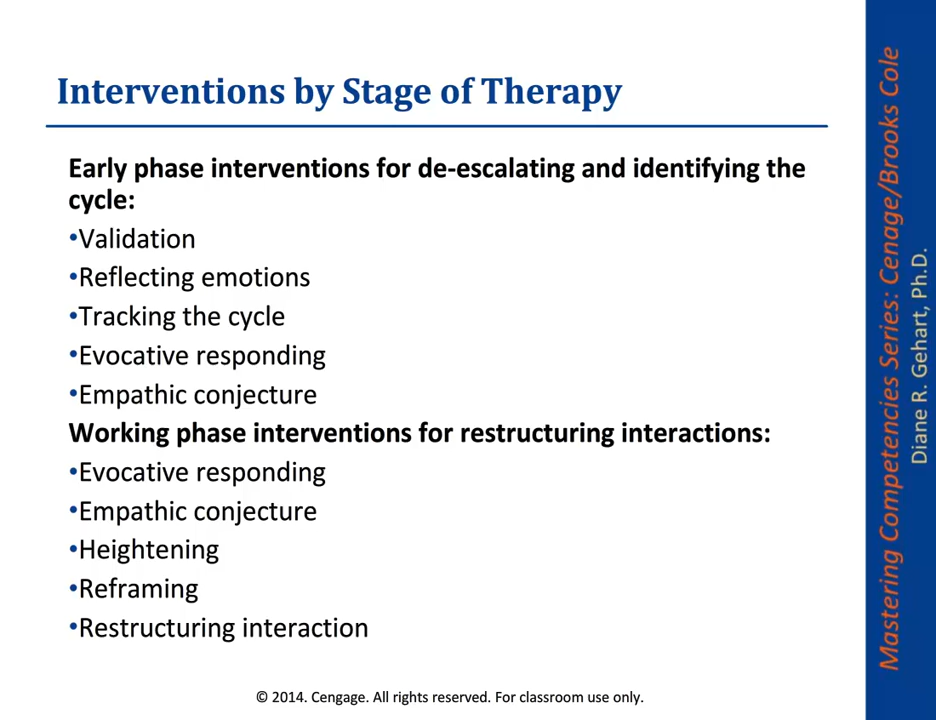 Interventions by Stage of Therapy
Early phase interventions for de-escalating and identifying the
cycle:
•Validation
•Reflecting emotions
•Tracking the cycle
•Evocative responding
•Empathic conjecture
Working phase interventions for restructuring interactions:
•Evocative responding
•Empathic conjecture
•Heightening
•Reframing
•Restructuring interaction
© 2014. Cengage. All rights reserved. For classroom use only.
Mastering Competencies Series: Cenage/Brooks Cole
Diane R. Gehart, Ph.D.